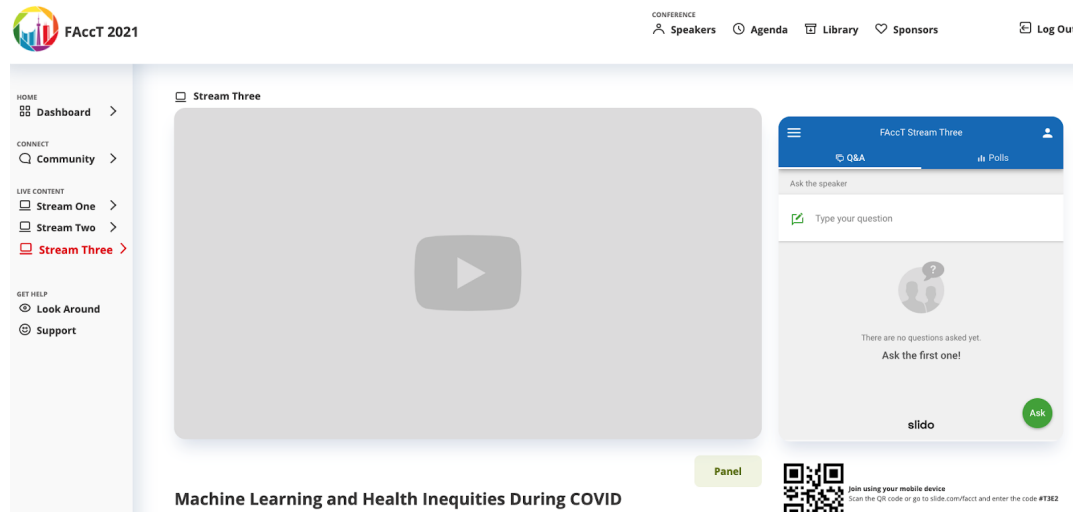 FAccT 2021
CONFERENCE
Speakers
Agenda
Library
Sponsors
Log Out
HOME
Dashboard
CONNECT
Community
LIVE CONTENT
Stream One
Stream Two
Stream Three
GET HELP
Look Around
Support
Stream Three
FAccT Stream Three
Q&A
Polls
Ask the speaker
Type your question
?
There are no questions asked yet.
Ask the first one!
Ask
slido
Panel
Machine Learning and Health Inequities During COVID
Join using your mobile device
Scan the QR code or go to slide.com/facct and enter the code #T3E2